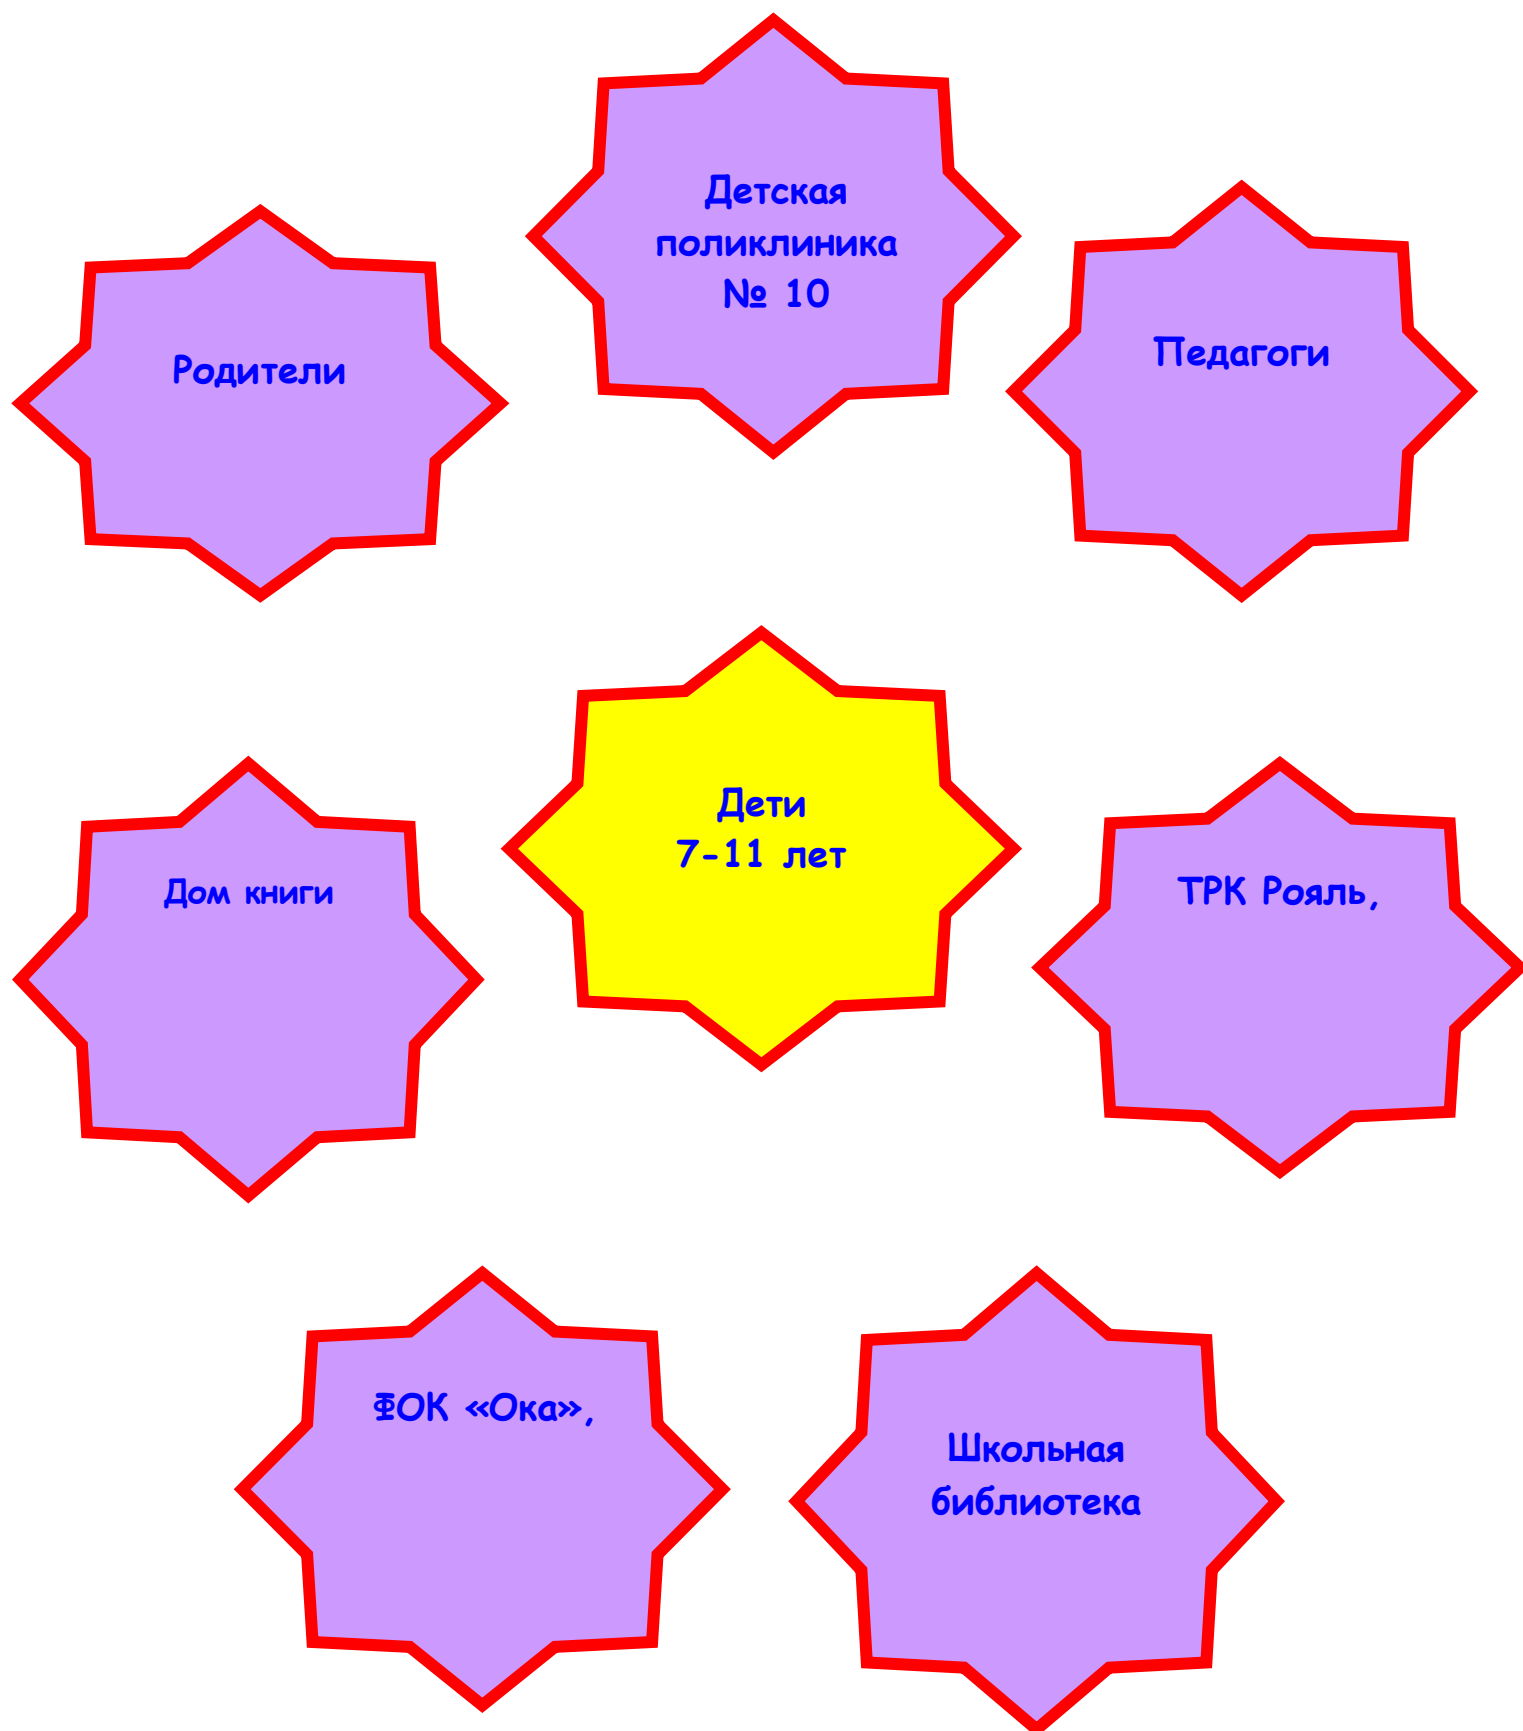 Детская
поликлиника
№ 10
Родители
Педагоги
Дети
7-11 лет
Дом книги
ТРК Рояль,
ФОК «Ока»,
Школьная
библиотека